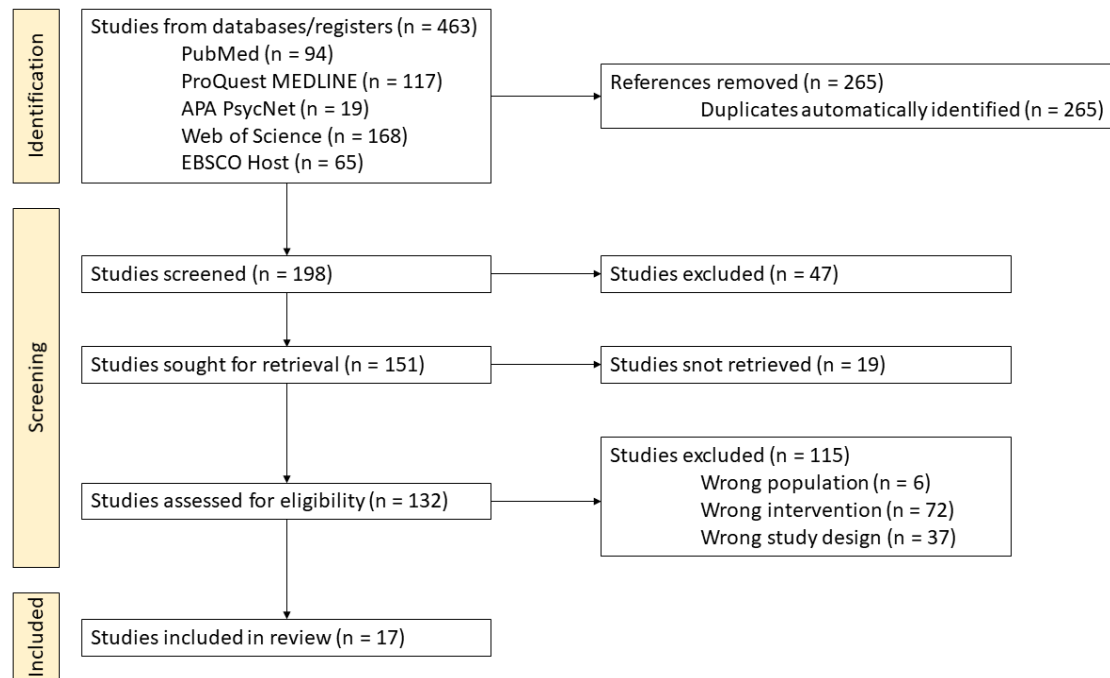 Identification
Studies from databases/registers (n = 463)
PubMed (n = 94)
ProQuest MEDLINE (n = 117)
APA PsycNet (n = 19)
Web of Science (n = 168)
EBSCO Host (n = 65)
References removed (n = 265)
Duplicates automatically identified (n = 265)
Screening
Studies screened (n = 198)
Studies excluded (n = 47)
Studies sought for retrieval (n = 151)
Studies snot retrieved (n = 19)
Studies assessed for eligibility (n = 132)
Studies excluded (n = 115)
Wrong population (n = 6)
Wrong intervention (n = 72)
Wrong study design (n = 37)
Included
Studies included in review (n = 17)